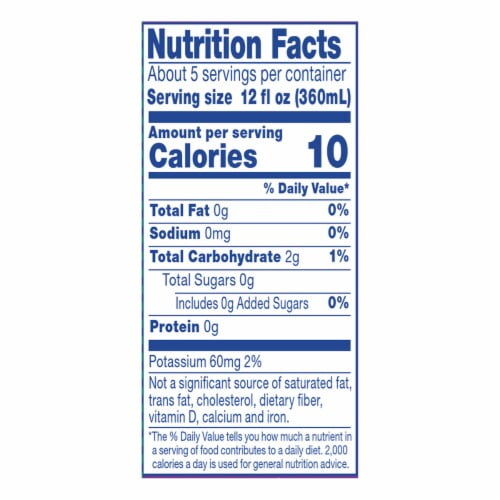 Nutrition Facts
About 5 servings per container
Serving size 12 fl oz (360mL)
Amount per serving
Calories 10
% Daily Value*
Total Fat 0g 0%
Sodium 0mg 0%
Total Carbohydrate 2g 1%
Total Sugars 0g
Includes 0g Added Sugars 0%
Protein 0g
Potassium 60mg 2%
Not a significant source of saturated fat,
trans fat, cholesterol, dietary fiber,
vitamin D, calcium and iron.
*The % Daily Value tells you how much a nutrient in
a serving of food contributes to a daily diet. 2,000
calories a day is used for general nutrition advice.